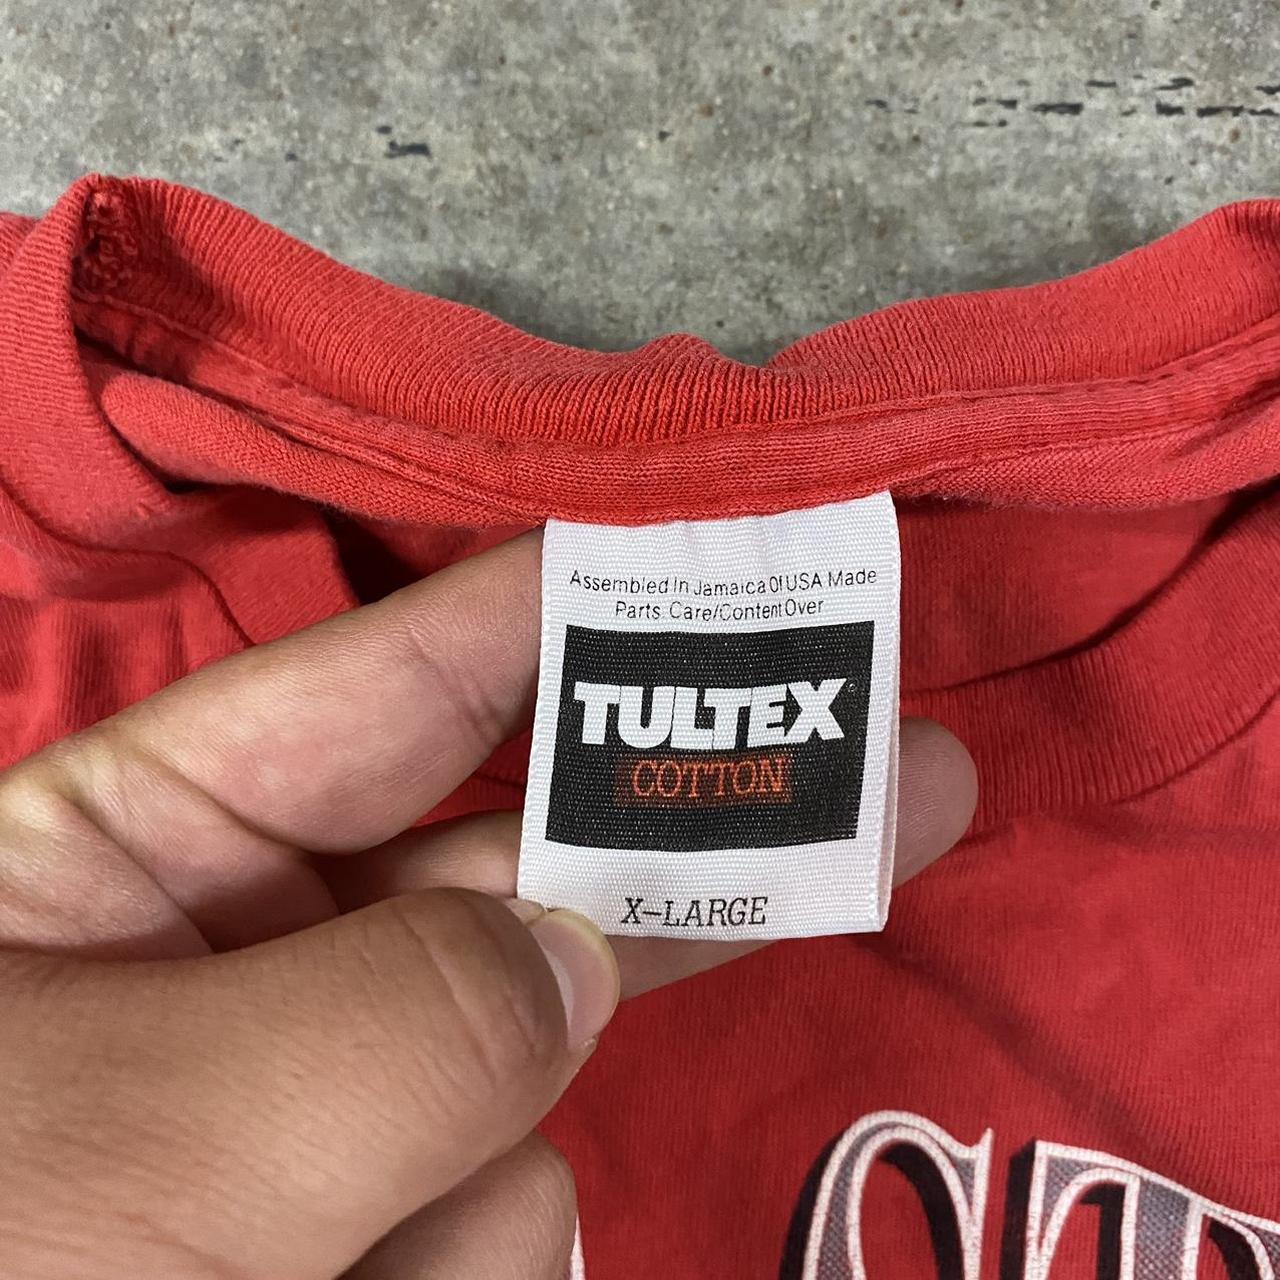 Assembled In Jamaica Of USA Made
Parts Care/Content Over
TULTEX®
COTTON
X-LARGE